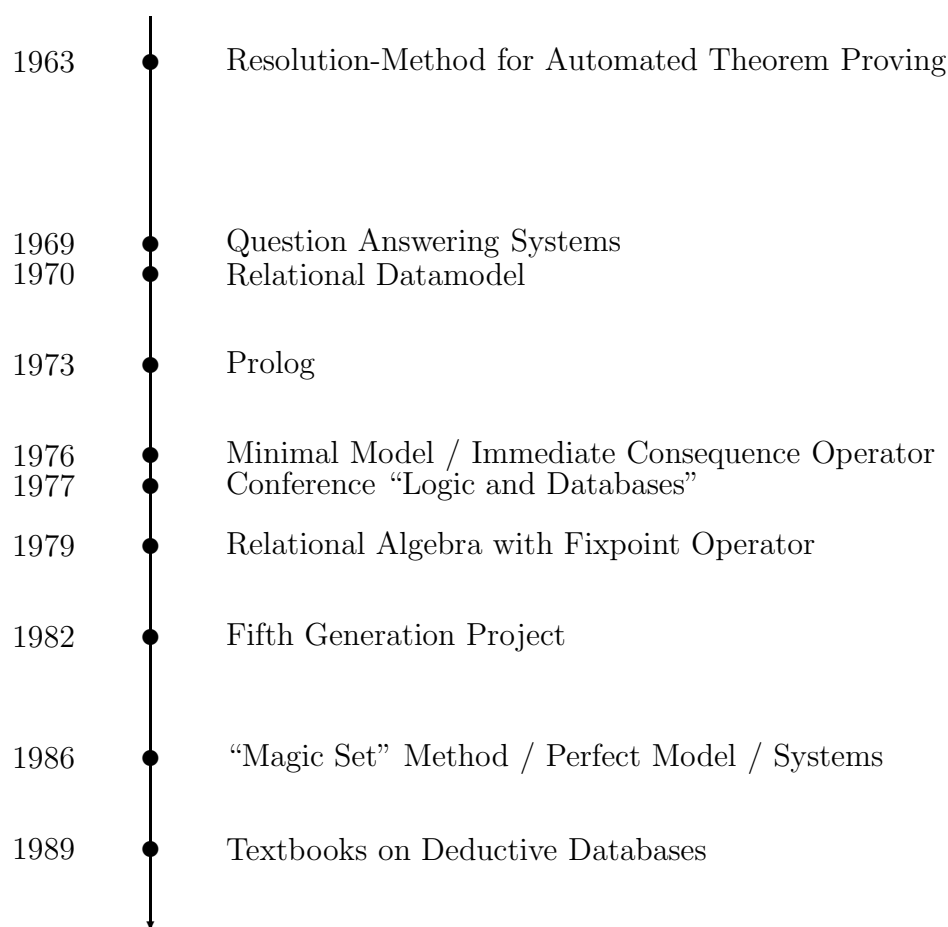 1963 Resolution-Method for Automated Theorem Proving
1969 Question Answering Systems
1970 Relational Datamodel
1973 Prolog
1976 Minimal Model / Immediate Consequence Operator
1977 Conference “Logic and Databases”
1979 Relational Algebra with Fixpoint Operator
1982 Fifth Generation Project
1986 “Magic Set” Method / Perfect Model / Systems
1989 Textbooks on Deductive Databases